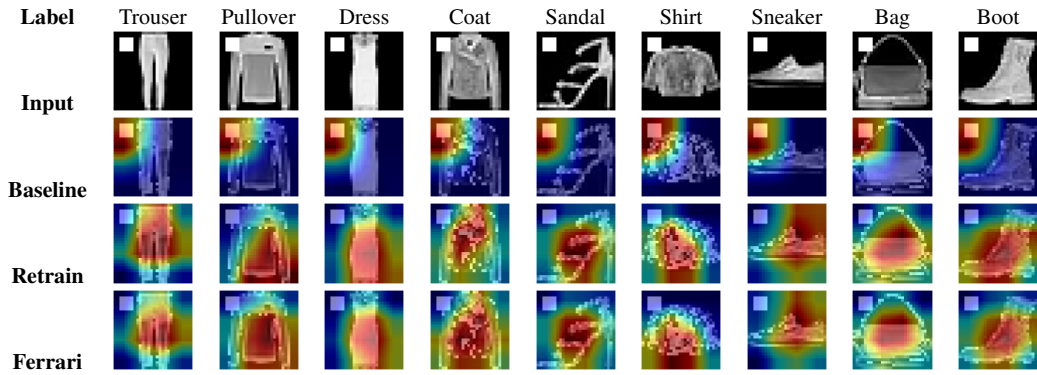 Label Trouser Pullover Dress Coat Sandal Shirt Sneaker Bag Boot
Input
Baseline
Retrain
Ferrari